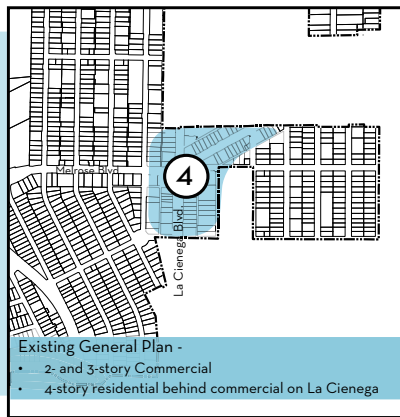 4
Melrose Blvd
La Cienega Blvd
Existing General Plan -
• 2- and 3-story Commercial
• 4-story residential behind commercial on La Cienega